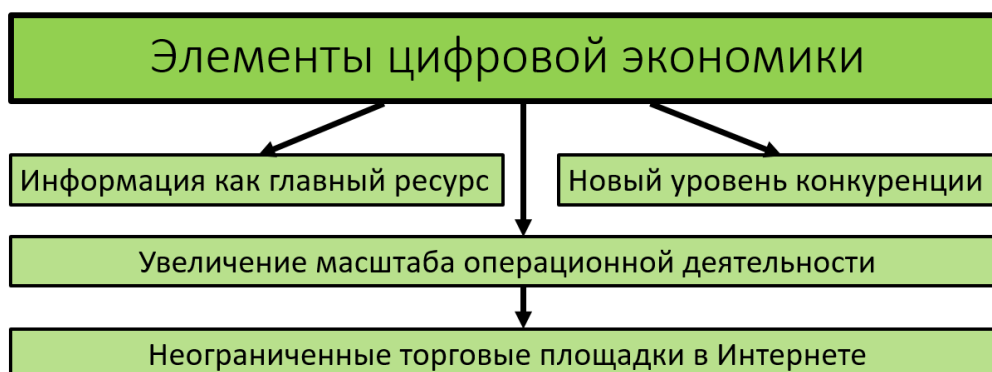 Элементы цифровой экономики
Информация как главный ресурс
Новый уровень конкуренции
Увеличение масштаба операционной деятельности
Неограниченные торговые площадки в Интернете